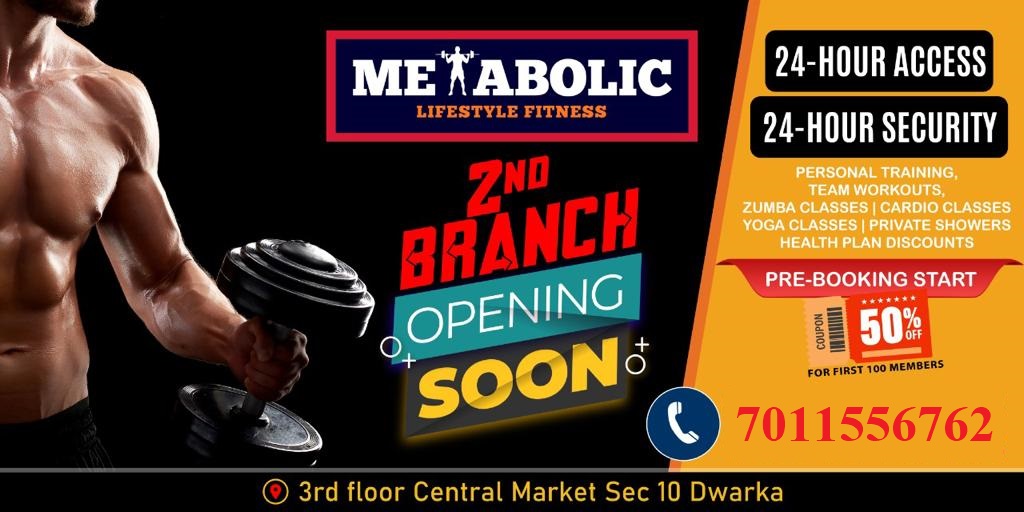 METABOLIC
LIFESTYLE FITNESS
2ND
BRANCH
OPENING
SOON
24-HOUR ACCESS
24-HOUR SECURITY
PERSONAL TRAINING,
TEAM WORKOUTS,
ZUMBA CLASSES | CARDIO CLASSES
YOGA CLASSES | PRIVATE SHOWERS
HEALTH PLAN DISCOUNTS
PRE-BOOKING START
COUPON
50% OFF
FOR FIRST 100 MEMBERS
7011556762
3rd floor Central Market Sec 10 Dwarka